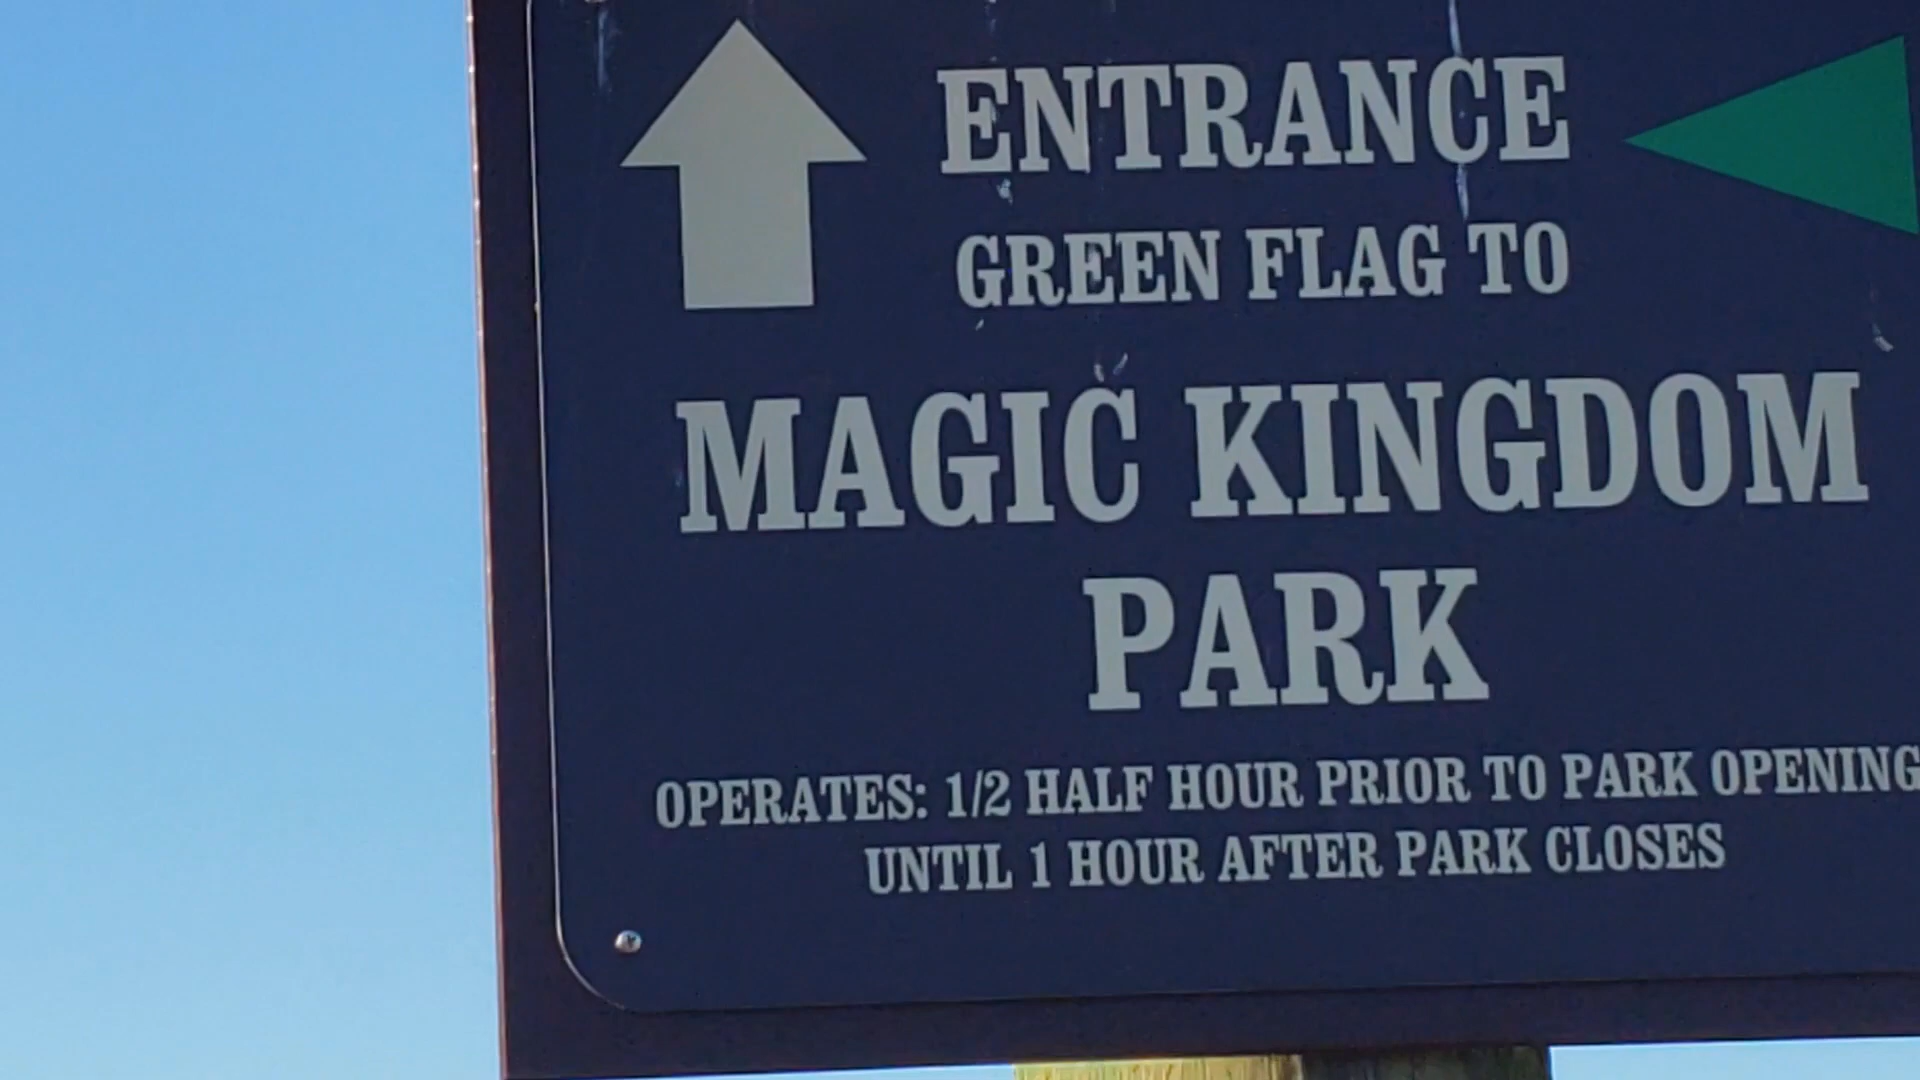 ENTRANCE
GREEN FLAG TO
MAGIC KINGDOM
PARK
OPERATES: 1/2 HALF HOUR PRIOR TO PARK OPENING
UNTIL 1 HOUR AFTER PARK CLOSES